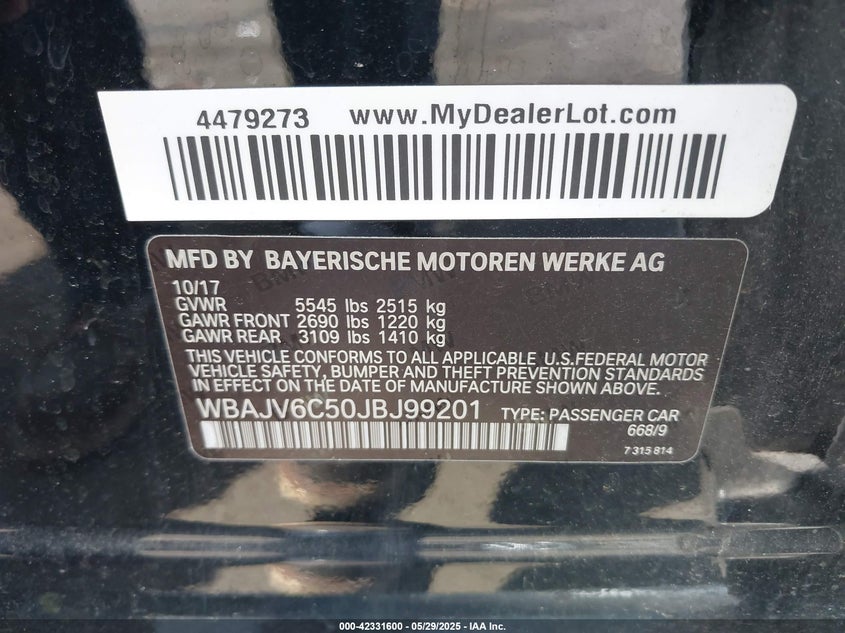 4479273 www.MyDealerLot.com
MFD BY BAYERISCHE MOTOREN WERKE AG
10/17
GVWR 5545 lbs 2515 kg
GAWR FRONT 2690 lbs 1220 kg
GAWR REAR 3109 lbs 1410 kg
THIS VEHICLE CONFORMS TO ALL APPLICABLE U.S.FEDERAL MOTOR
VEHICLE SAFETY, BUMPER, AND THEFT PREVENTION STANDARDS
IN EFFECT ON THE DATE OF MANUFACTURE SHOWN ABOVE.
WBAJV6C50JBJ99201 TYPE: PASSENGER CAR
668/9
7 315 814
000-42331600 - 05/29/2025 - IAA Inc.